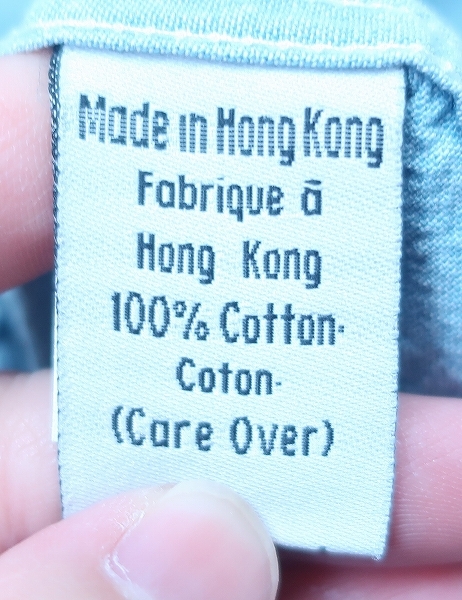 Made in Hong Kong
Fabrique ā
Hong Kong
100% Cotton·
Coton·
(Care Over)